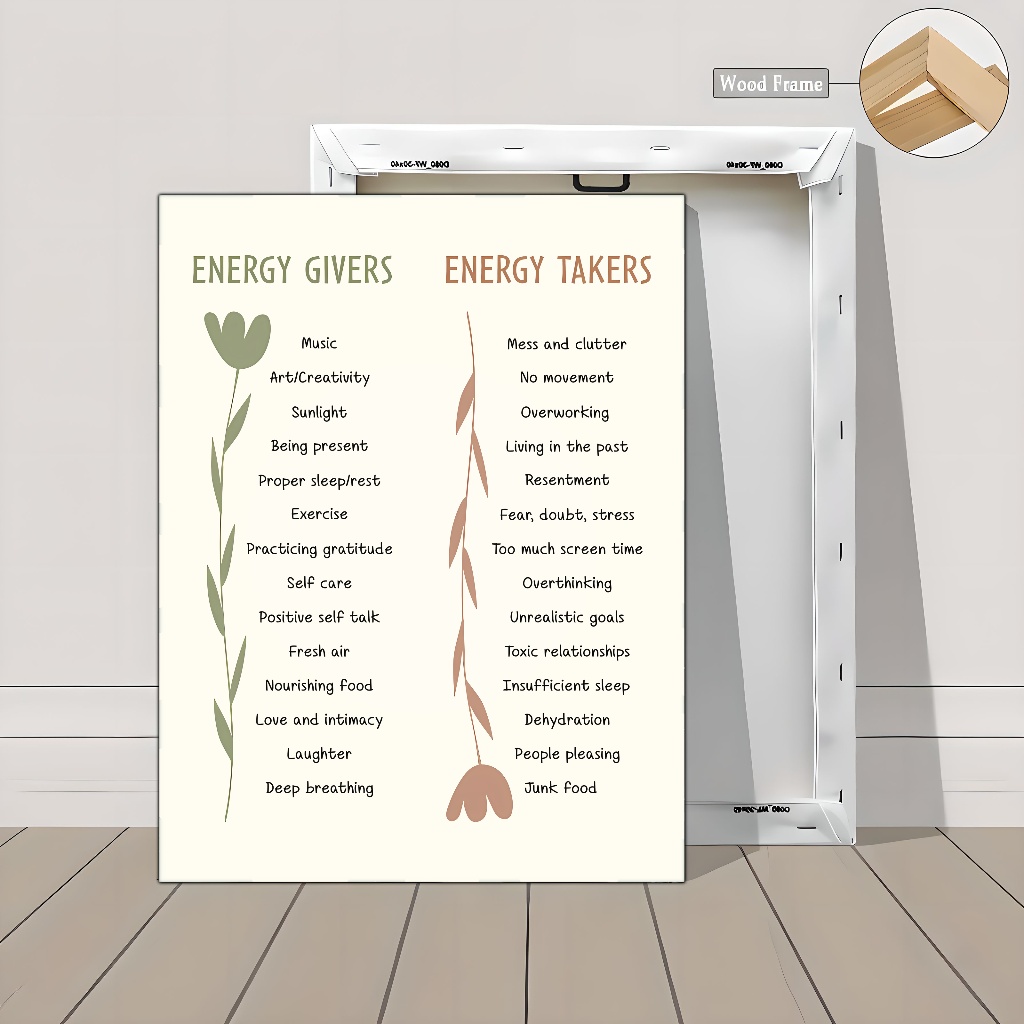 Wood Frame
ENERGY GIVERS
Music
Art/Creativity
Sunlight
Being present
Proper sleep/rest
Exercise
Practicing gratitude
Self care
Positive self talk
Fresh air
Nourishing food
Love and intimacy
Laughter
Deep breathing
ENERGY TAKERS
Mess and clutter
No movement
Overworking
Living in the past
Resentment
Fear, doubt, stress
Too much screen time
Overthinking
Unrealistic goals
Toxic relationships
Insufficient sleep
Dehydration
People pleasing
Junk food